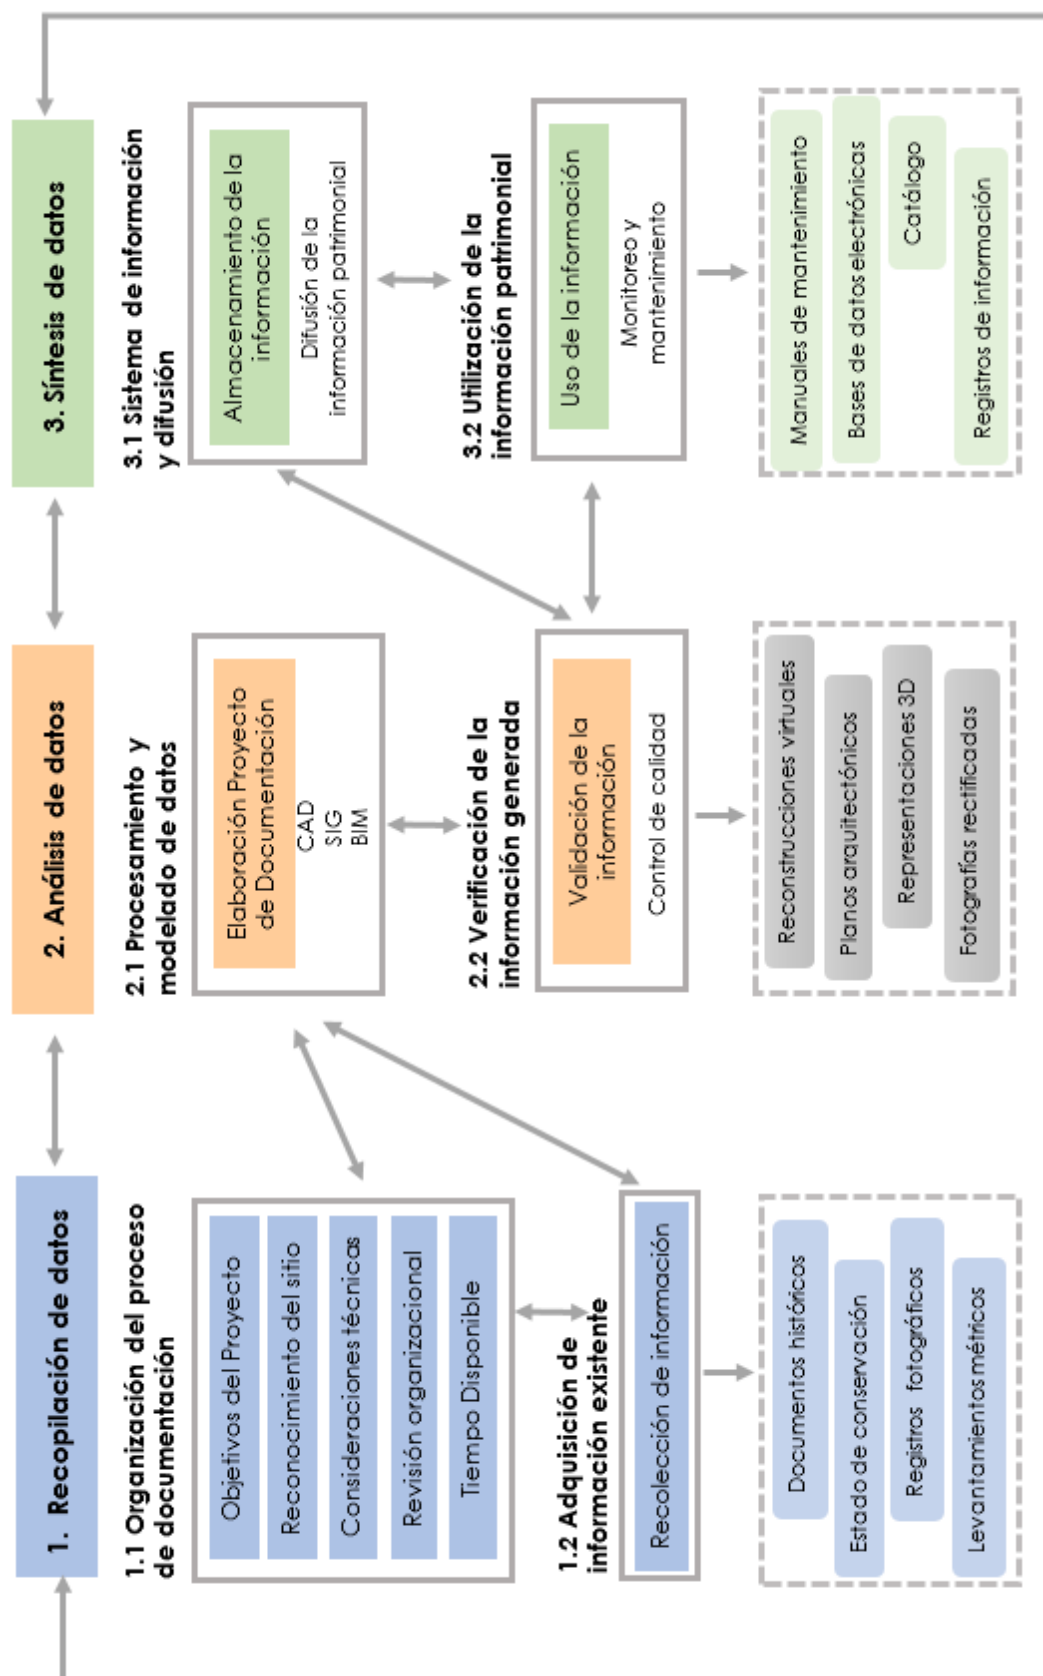 1. Recopilación de datos
1.1 Organización del proceso
de documentación
Objetivos del Proyecto
Reconocimiento del sitio
Consideraciones técnicas
Revisión organizacional
Tiempo Disponible
1.2 Adquisición de
información existente
Recolección de información
Documentos históricos
Estado de conservación
Registros fotográficos
Levantamientos métricos
2. Análisis de datos
2.1 Procesamiento y
modelado de datos
Elaboración Proyecto
de Documentación
CAD
SIG
BIM
2.2 Verificación de la
información generada
Validación de la
información
Control de calidad
Reconstrucciones virtuales
Planos arquitectónicos
Representaciones 3D
Fotografías rectificadas
3. Síntesis de datos
3.1 Sistema de información
y difusión
Almacenamiento de la
información
Difusión de la
información patrimonial
3.2 Utilización de la
información patrimonial
Uso de la información
Monitoreo y
mantenimiento
Manuales de mantenimiento
Bases de datos electrónicas
Catálogo
Registros de información